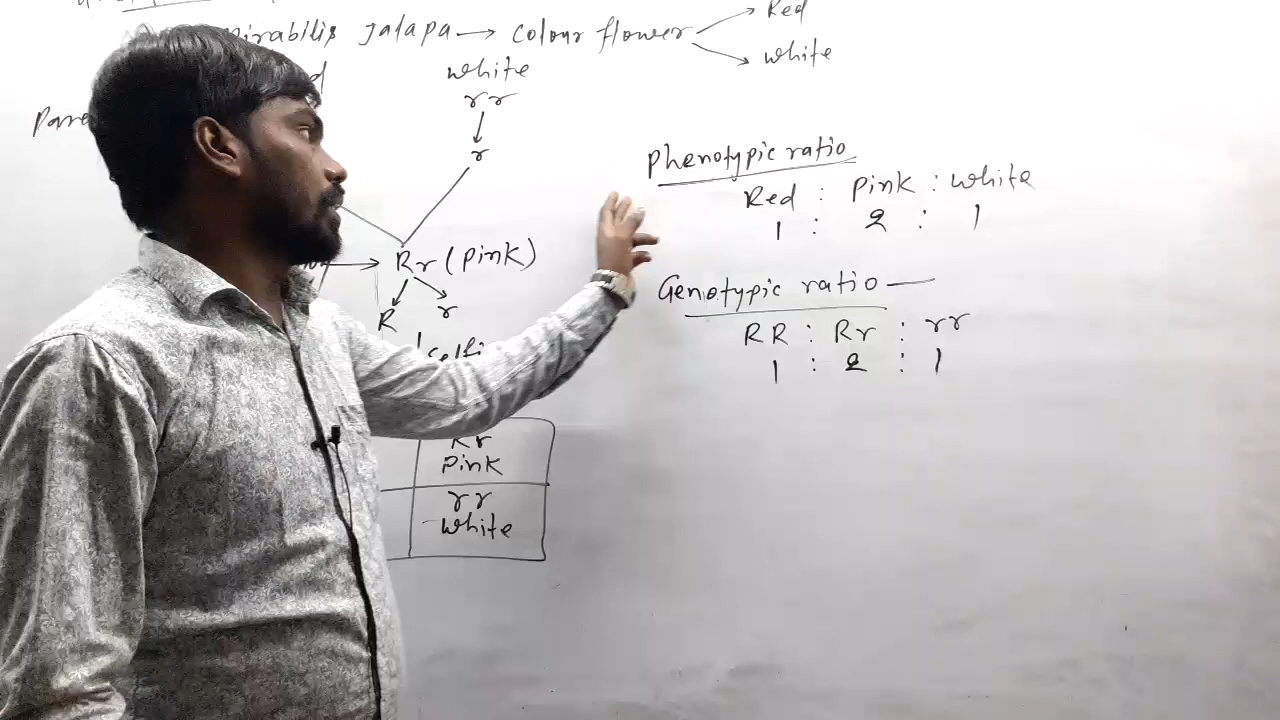 Mirabilis Jalapa → Colour flower
Red
white
white
rr
r
Rr (Pink)
R r
Rr
Pink
rr
white
Phenotypic ratio
Red : Pink : white
1 : 2 : 1
Genotypic ratio —
RR : Rr : rr
1 : 2 : 1